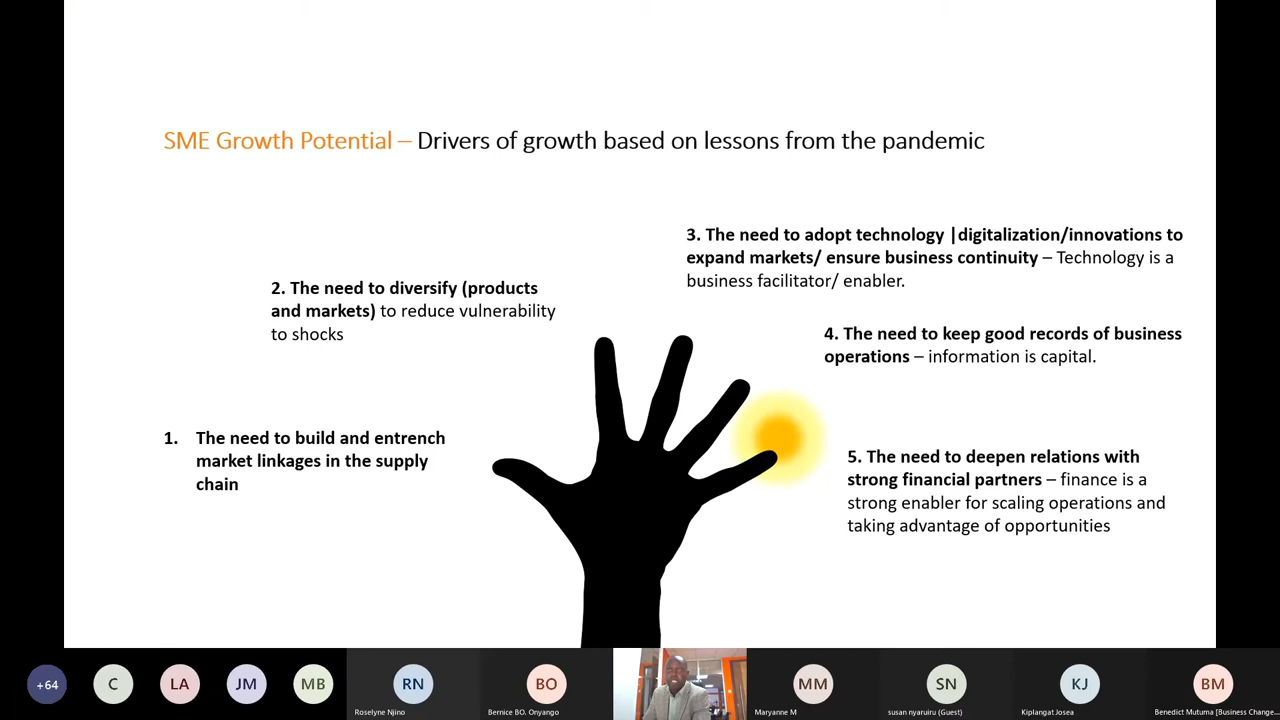 SME Growth Potential – Drivers of growth based on lessons from the pandemic
3. The need to adopt technology |digitalization/innovations to
expand markets/ ensure business continuity – Technology is a
business facilitator/ enabler.
2. The need to diversify (products
and markets) to reduce vulnerability
to shocks
4. The need to keep good records of business
operations – information is capital.
1. The need to build and entrench
market linkages in the supply
chain
5. The need to deepen relations with
strong financial partners – finance is a
strong enabler for scaling operations and
taking advantage of opportunities
+64
C
LA
JM
MB
RN
BO
MM
SN
KJ
BM
Roselyne Njino
Bernice BO. Onyango
Maryanne M
susan nyaruiru (Guest)
Kiplangat Josea
Benedict Mutuma [Business Change...